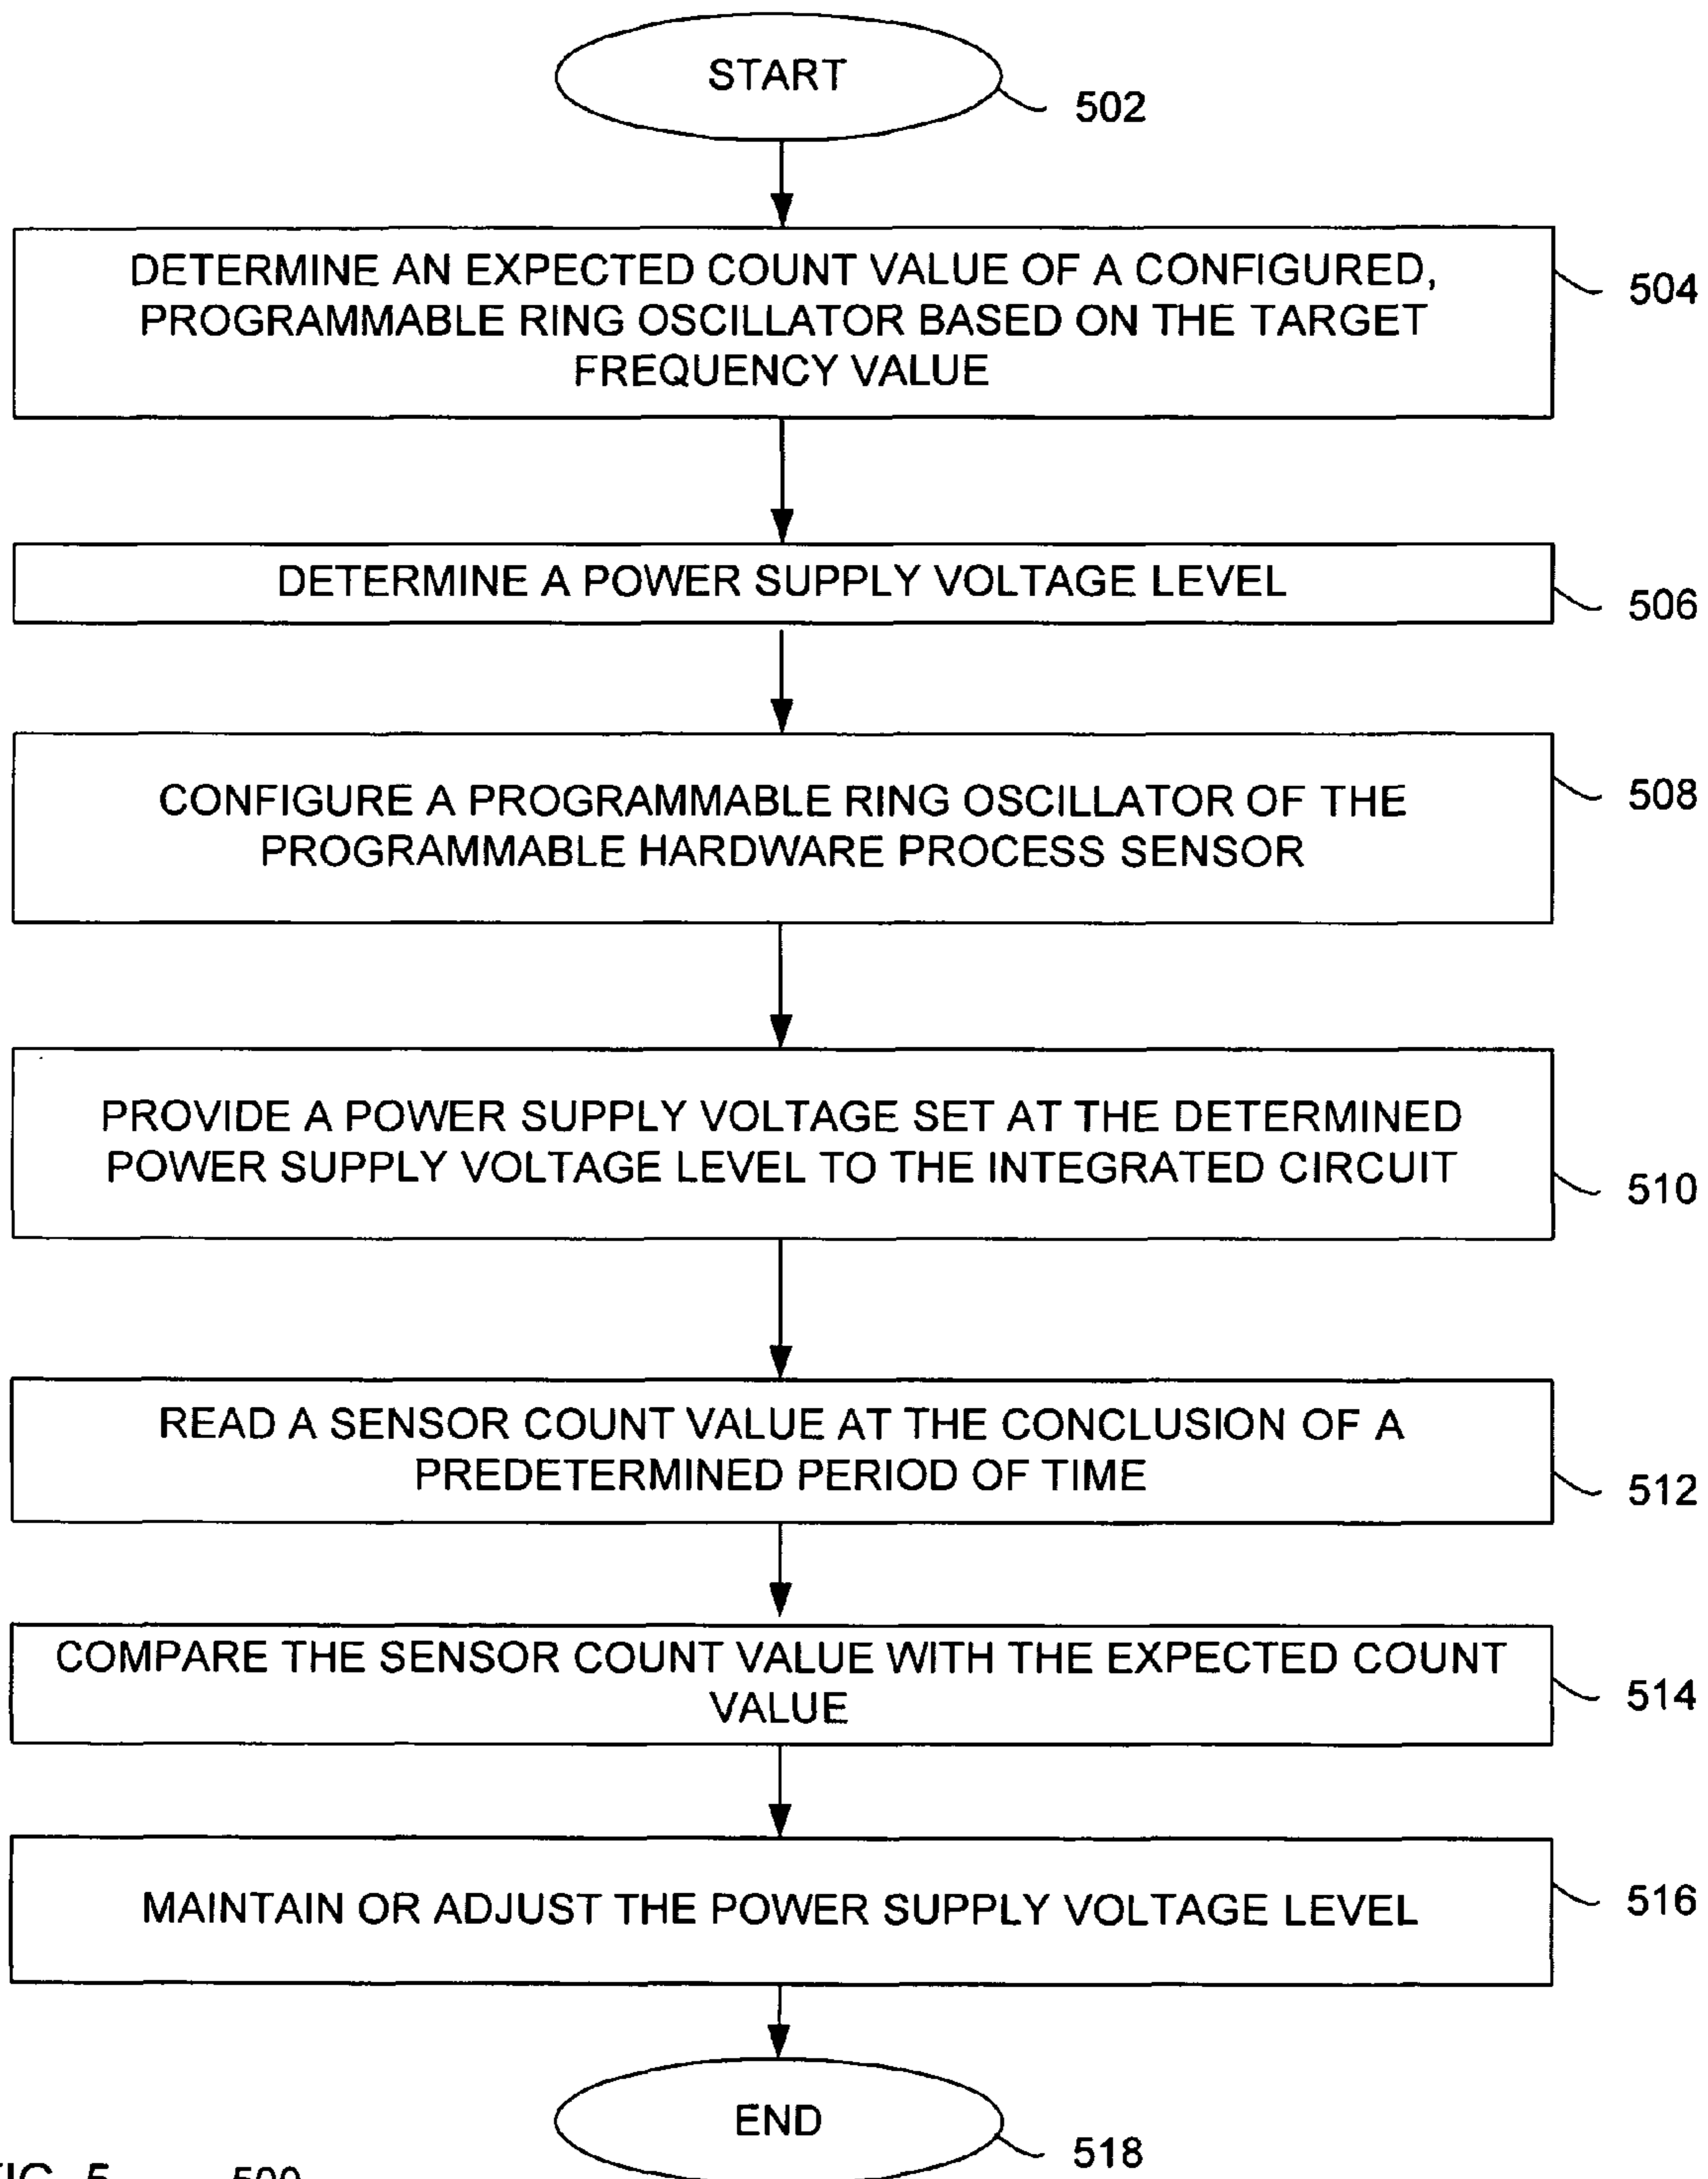 START
502
DETERMINE AN EXPECTED COUNT VALUE OF A CONFIGURED,
PROGRAMMABLE RING OSCILLATOR BASED ON THE TARGET
FREQUENCY VALUE
504
DETERMINE A POWER SUPPLY VOLTAGE LEVEL
506
CONFIGURE A PROGRAMMABLE RING OSCILLATOR OF THE
PROGRAMMABLE HARDWARE PROCESS SENSOR
508
PROVIDE A POWER SUPPLY VOLTAGE SET AT THE DETERMINED
POWER SUPPLY VOLTAGE LEVEL TO THE INTEGRATED CIRCUIT
510
READ A SENSOR COUNT VALUE AT THE CONCLUSION OF A
PREDETERMINED PERIOD OF TIME
512
COMPARE THE SENSOR COUNT VALUE WITH THE EXPECTED COUNT
VALUE
514
MAINTAIN OR ADJUST THE POWER SUPPLY VOLTAGE LEVEL
516
END
518